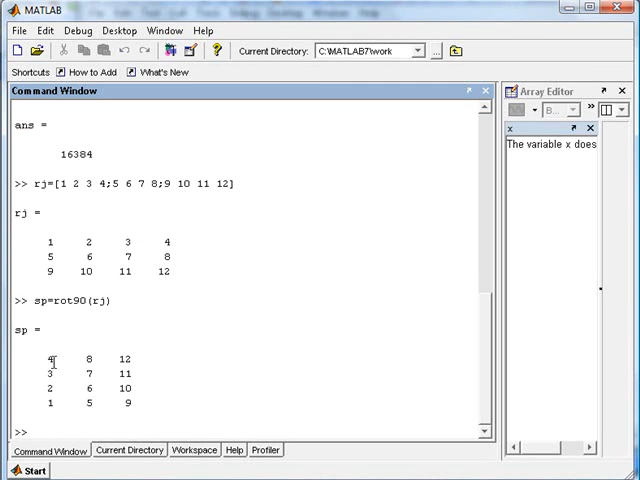 MATLAB
File Edit Debug Desktop Window Help
Current Directory: C:\MATLAB7\work
Shortcuts How to Add What's New
Command Window
ans =
16384
>> rj=[1 2 3 4;5 6 7 8;9 10 11 12]
rj =
1 2 3 4
5 6 7 8
9 10 11 12
>> sp=rot90(rj)
sp =
4 8 12
3 7 11
2 6 10
1 5 9
>>
Array Editor
B...
x
The variable x does
Command Window Current Directory Workspace Help Profiler
Start